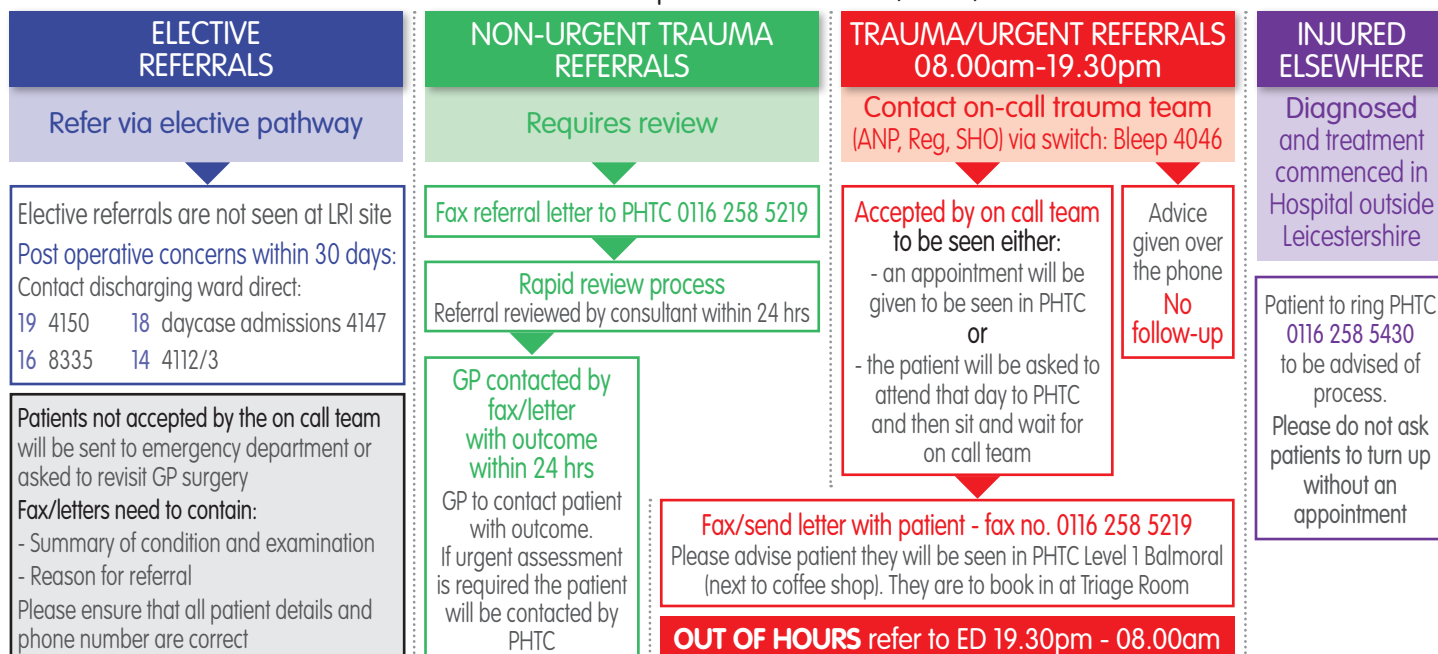 ELECTIVE
REFERRALS
Refer via elective pathway
Elective referrals are not seen at LRI site
Post operative concerns within 30 days:
Contact discharging ward direct:
19 4150 18 daycase admissions 4147
16 8335 14 4112/3
Patients not accepted by the on call team
will be sent to emergency department or
asked to revisit GP surgery
Fax/letters need to contain:
- Summary of condition and examination
- Reason for referral
Please ensure that all patient details and
phone number are correct
NON-URGENT TRAUMA
REFERRALS
Requires review
Fax referral letter to PHTC 0116 258 5219
Rapid review process
Referral reviewed by consultant within 24 hrs
GP contacted by
fax/letter
with outcome
within 24 hrs
GP to contact patient
with outcome.
If urgent assessment
is required the patient
will be contacted by
PHTC
TRAUMA/URGENT REFERRALS
08.00am-19.30pm
Contact on-call trauma team
(ANP, Reg, SHO) via switch: Bleep 4046
Accepted by on call team
to be seen either:
- an appointment will be
given to be seen in PHTC
or
- the patient will be asked to
attend that day to PHTC
and then sit and wait for
on call team
Advice
given over
the phone
No
follow-up
Fax/send letter with patient - fax no. 0116 258 5219
Please advise patient they will be seen in PHTC Level 1 Balmoral
(next to coffee shop). They are to book in at Triage Room
OUT OF HOURS refer to ED 19.30pm - 08.00am
INJURED
ELSEWHERE
Diagnosed
and treatment
commenced in
Hospital outside
Leicestershire
Patient to ring PHTC
0116 258 5430
to be advised of
process.
Please do not ask
patients to turn up
without an
appointment